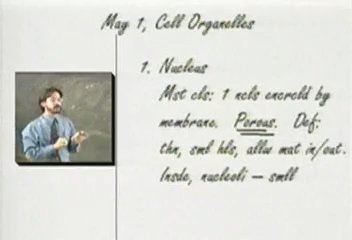 May 1, Cell Organelles
1. Nucleus
Mst cls: 1 ncls encrcld by
membrane. Porous. Def:
thn, sml hls, allw mat in/out.
Insde, nucleoli – smll